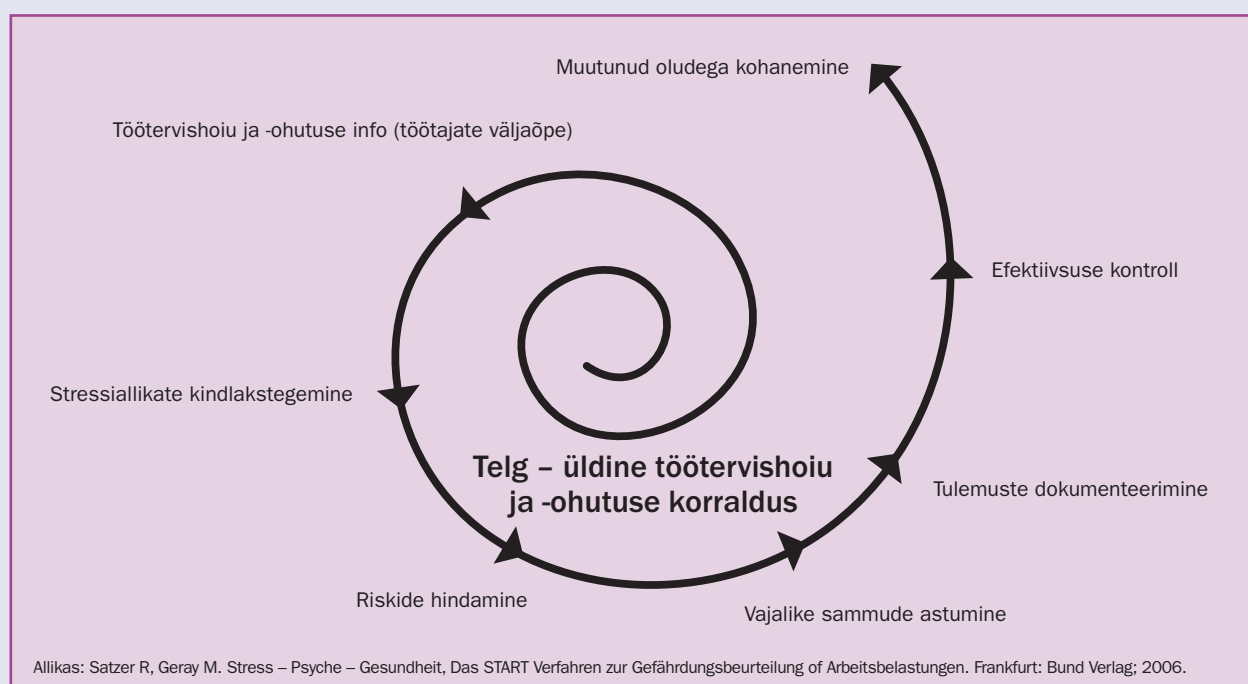 Muutunud oludega kohanemine
Töötervishoiu ja -ohutuse info (töötajate väljaõpe)
Efektiivsuse kontroll
Stressiallikate kindlakstegemine
Telg – üldine töötervishoiu
ja -ohutuse korraldus
Tulemuste dokumenteerimine
Riskide hindamine
Vajalike sammude astumine
Allikas: Satzer R, Geray M. Stress – Psyche – Gesundheit, Das START Verfahren zur Gefährdungsbeurteilung of Arbeitsbelastungen. Frankfurt: Bund Verlag; 2006.